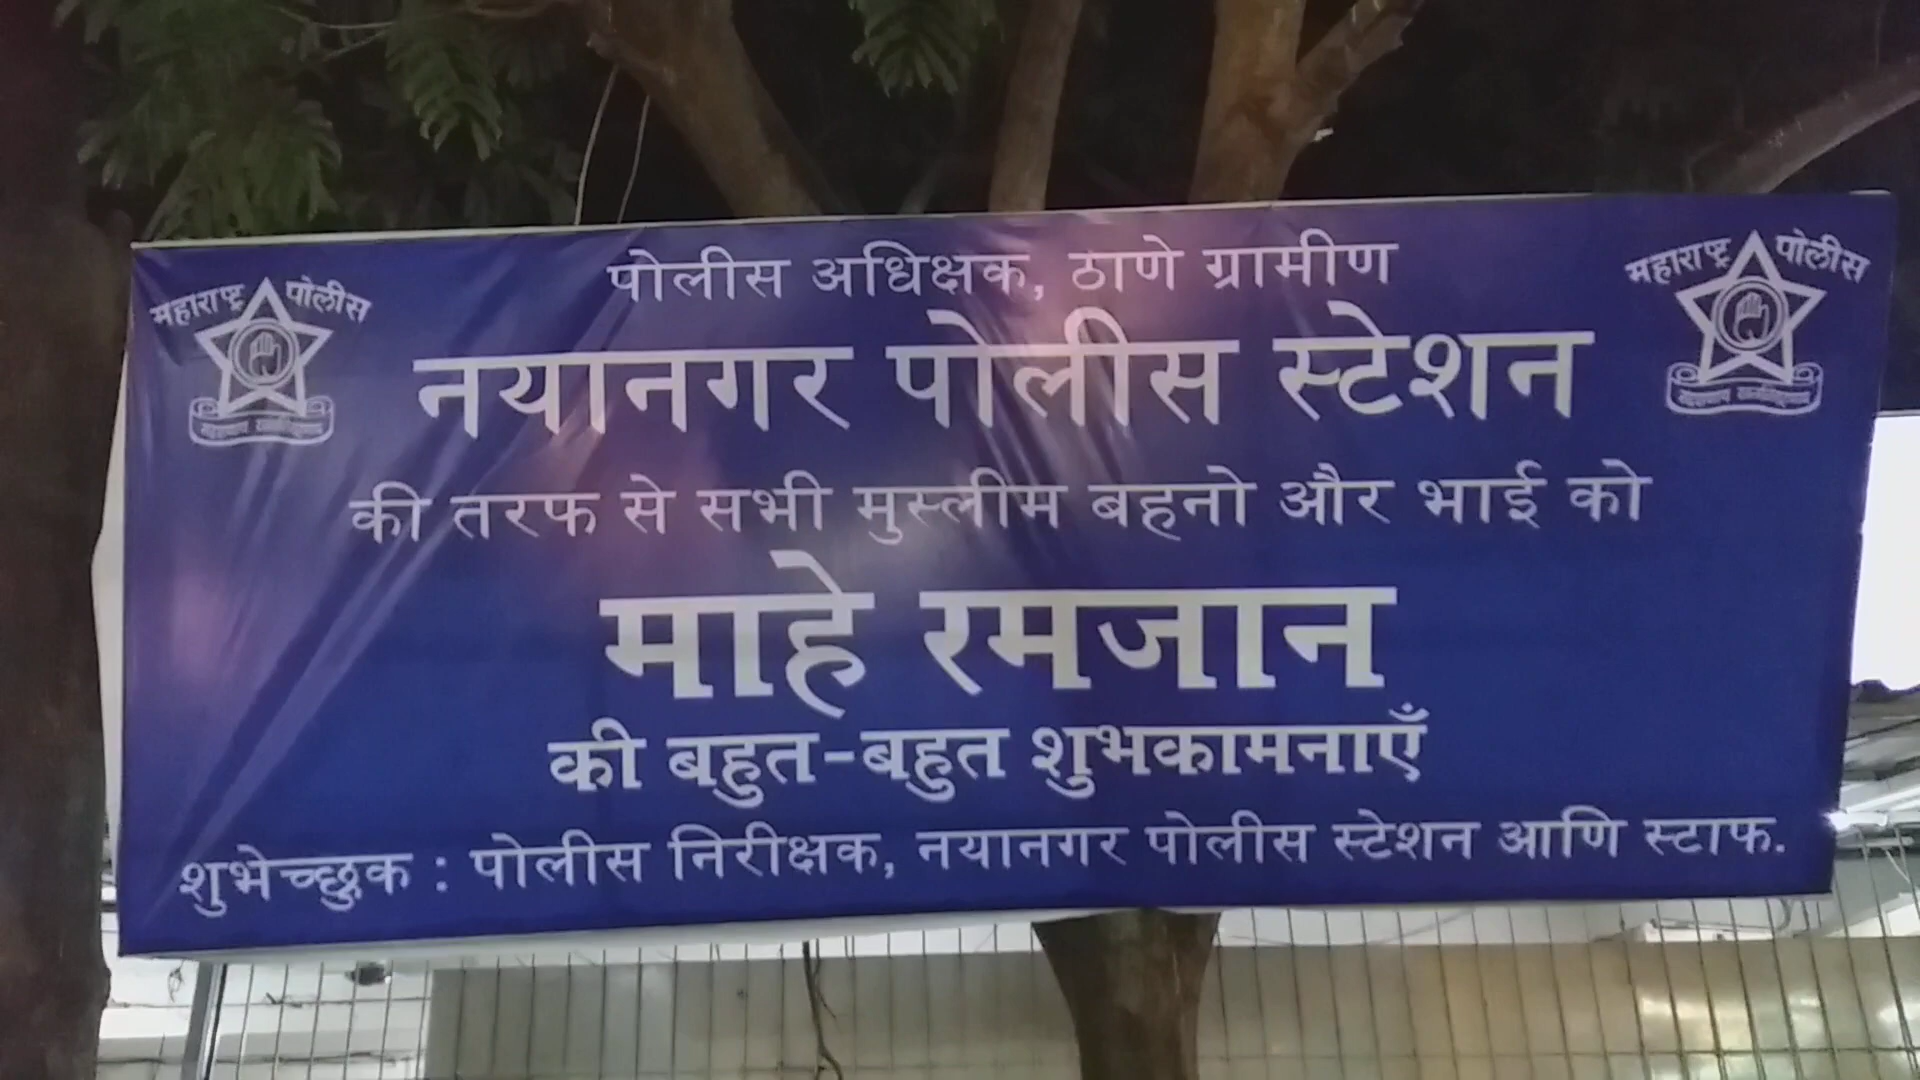 पोलीस अधिक्षक, ठाणे ग्रामीण
महाराष्ट्र पोलीस
महाराष्ट्र पोलीस
नयानगर पोलीस स्टेशन
की तरफ से सभी मुस्लीम बहनो और भाई को
माहे रमजान
की बहुत-बहुत शुभकामनाएँ
शुभेच्छुक : पोलीस निरीक्षक, नयानगर पोलीस स्टेशन आणि स्टाफ.